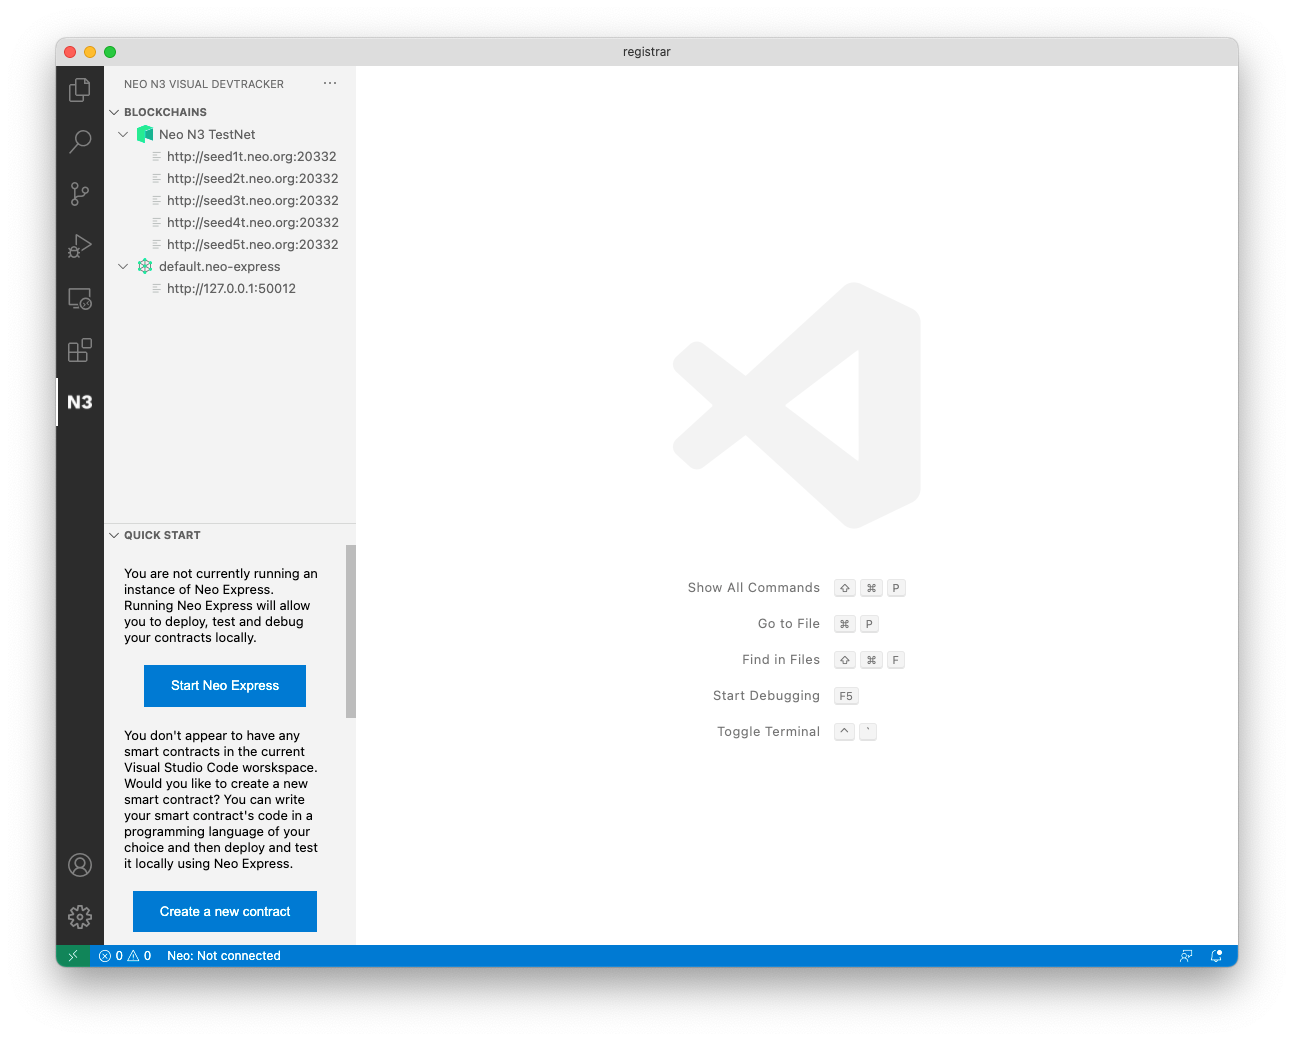 registrar
NEO N3 VISUAL DEVTRACKER
BLOCKCHAINS
Neo N3 TestNet
http://seed1t.neo.org:20332
http://seed2t.neo.org:20332
http://seed3t.neo.org:20332
http://seed4t.neo.org:20332
http://seed5t.neo.org:20332
default.neo-express
http://127.0.0.1:50012
N3
QUICK START
You are not currently running an
instance of Neo Express.
Running Neo Express will allow
you to deploy, test and debug
your contracts locally.
Start Neo Express
You don't appear to have any
smart contracts in the current
Visual Studio Code worskspace.
Would you like to create a new
smart contract? You can write
your smart contract's code in a
programming language of your
choice and then deploy and test
it locally using Neo Express.
Create a new contract
Show All Commands ⇧ ⌘ P
Go to File ⌘ P
Find in Files ⇧ ⌘ F
Start Debugging F5
Toggle Terminal ^ `
0 0 Neo: Not connected